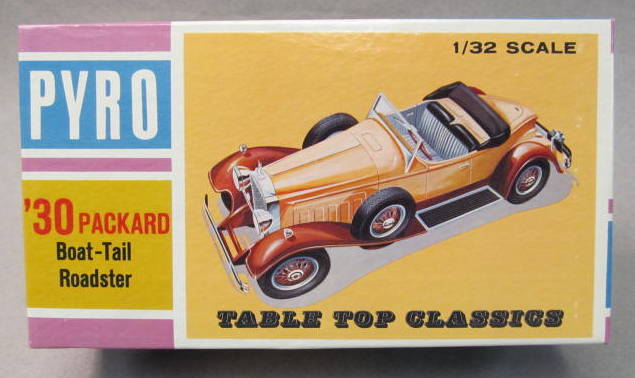 PYRO
'30 PACKARD
Boat-Tail
Roadster
1/32 SCALE
TABLE TOP CLASSICS